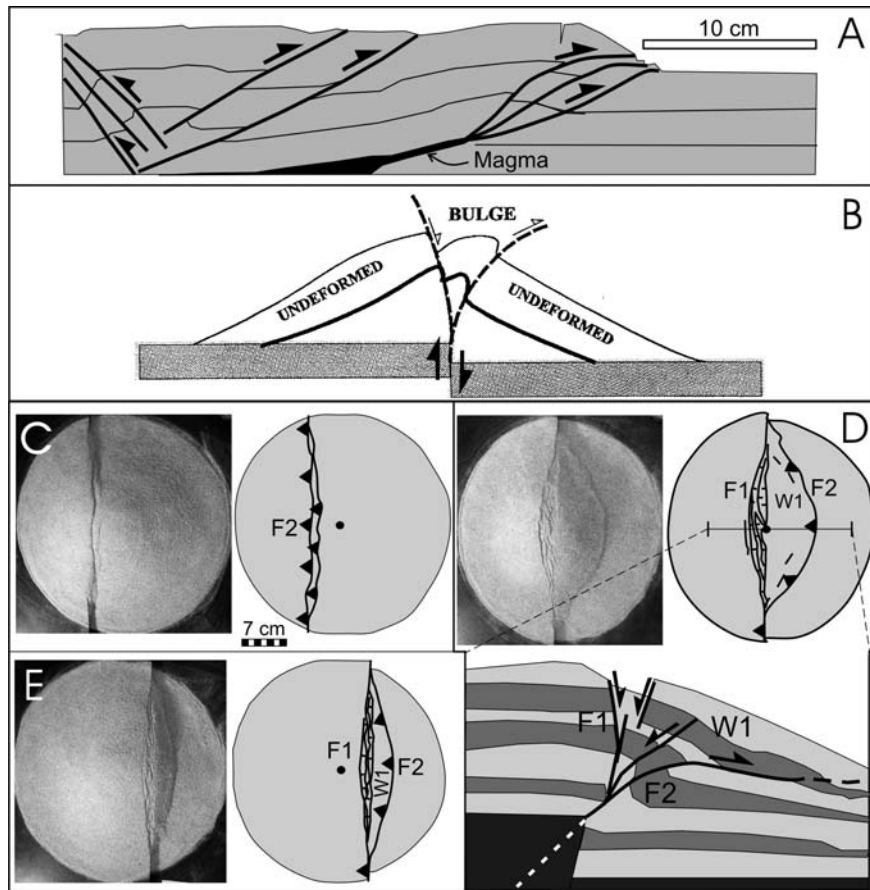 10 cm
A
Magma
B
BULGE
UNDEFORMED
UNDEFORMED
C
F2
7 cm
D
F1
W1
F2
E
F1
W1
F2
F1
W1
F2